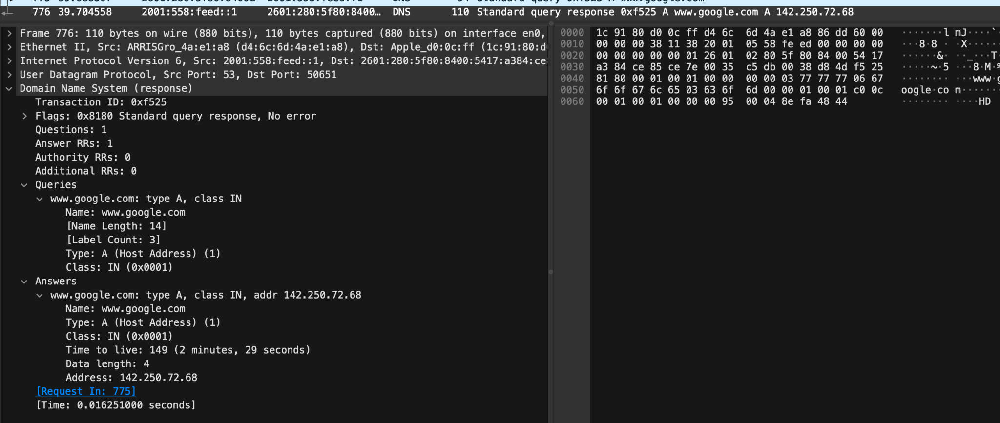 776 39.704558 2001:558:feed::1 2601:280:5f80:8400… DNS 110 Standard query response 0xf525 A www.google.com A 142.250.72.68
Frame 776: 110 bytes on wire (880 bits), 110 bytes captured (880 bits) on interface en0,
Ethernet II, Src: ARRISGro_4a:e1:a8 (d4:6c:6d:4a:e1:a8), Dst: Apple_d0:0c:ff (1c:91:80:d
Internet Protocol Version 6, Src: 2001:558:feed::1, Dst: 2601:280:5f80:8400:5417:a384:ce
User Datagram Protocol, Src Port: 53, Dst Port: 50651
Domain Name System (response)
Transaction ID: 0xf525
Flags: 0x8180 Standard query response, No error
Questions: 1
Answer RRs: 1
Authority RRs: 0
Additional RRs: 0
Queries
www.google.com: type A, class IN
Name: www.google.com
[Name Length: 14]
[Label Count: 3]
Type: A (Host Address) (1)
Class: IN (0x0001)
Answers
www.google.com: type A, class IN, addr 142.250.72.68
Name: www.google.com
Type: A (Host Address) (1)
Class: IN (0x0001)
Time to live: 149 (2 minutes, 29 seconds)
Data length: 4
Address: 142.250.72.68
[Request In: 775]
[Time: 0.016251000 seconds]
0000 1c 91 80 d0 0c ff d4 6c 6d 4a e1 a8 86 dd 60 00 ·······l mJ····`
0010 00 00 00 38 11 38 20 01 05 58 fe ed 00 00 00 00 ···8·8 · ·X······
0020 00 00 00 00 00 01 26 01 02 80 5f 80 84 00 54 17 ······&· ··_···T
0030 a3 84 ce 85 ce 7e 00 35 c5 db 00 38 d8 4d f5 25 ·····~·5 ···8·M·%
0040 81 80 00 01 00 01 00 00 00 00 03 77 77 77 06 67 ········ ···www·g
0050 6f 6f 67 6c 65 03 63 6f 6d 00 00 01 00 01 c0 0c oogle·co m·······
0060 00 01 00 01 00 00 00 95 00 04 8e fa 48 44 ········ ····HD